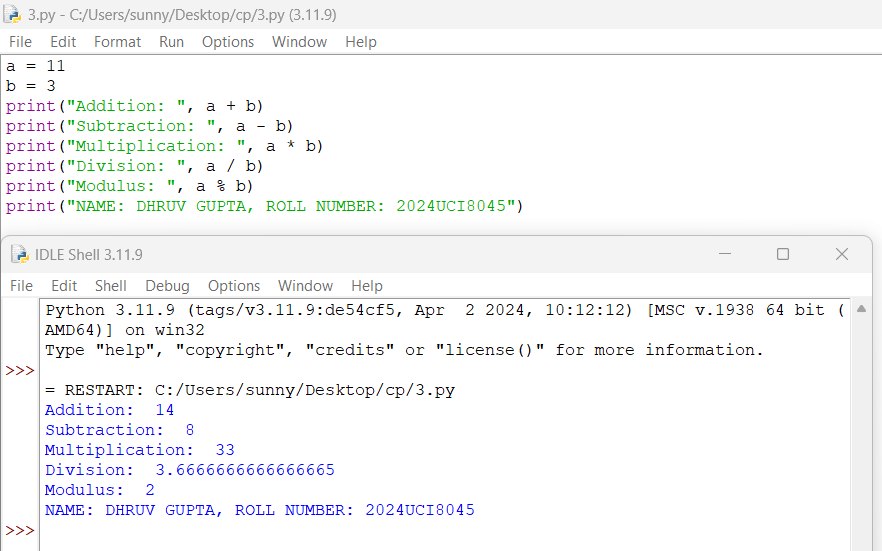 3.py - C:/Users/sunny/Desktop/cp/3.py (3.11.9)
File Edit Format Run Options Window Help
a = 11
b = 3
print("Addition: ", a + b)
print("Subtraction: ", a - b)
print("Multiplication: ", a * b)
print("Division: ", a / b)
print("Modulus: ", a % b)
print("NAME: DHRUV GUPTA, ROLL NUMBER: 2024UCI8045")
IDLE Shell 3.11.9
File Edit Shell Debug Options Window Help
Python 3.11.9 (tags/v3.11.9:de54cf5, Apr  2 2024, 10:12:12) [MSC v.1938 64 bit (
AMD64)] on win32
Type "help", "copyright", "credits" or "license()" for more information.
>>>
= RESTART: C:/Users/sunny/Desktop/cp/3.py
Addition:  14
Subtraction:  8
Multiplication:  33
Division:  3.6666666666666665
Modulus:  2
NAME: DHRUV GUPTA, ROLL NUMBER: 2024UCI8045
>>>